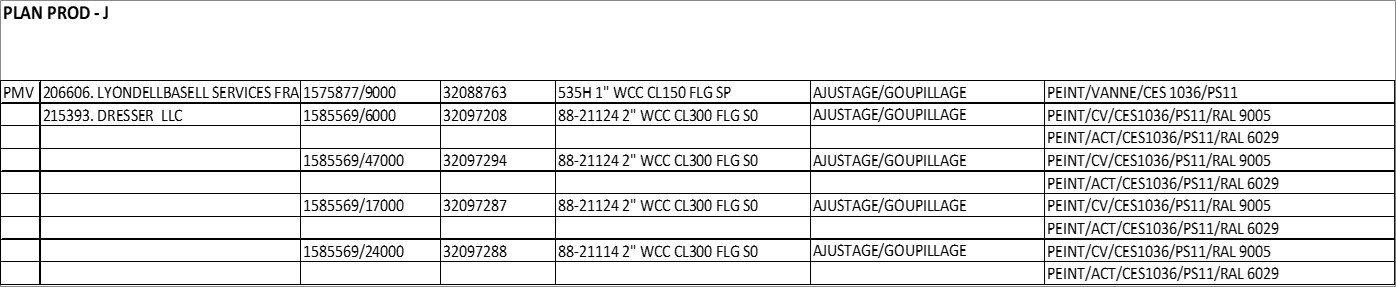 PLAN PROD - J
PMV 206606. LYONDELLBASELL SERVICES FRA 1575877/9000 32088763 535H 1" WCC CL150 FLG SP AJUSTAGE/GOUPILLAGE PEINT/VANNE/CES 1036/PS11
215393. DRESSER  LLC 1585569/6000 32097208 88-21124 2" WCC CL300 FLG S0 AJUSTAGE/GOUPILLAGE PEINT/CV/CES1036/PS11/RAL 9005
PEINT/ACT/CES1036/PS11/RAL 6029
1585569/47000 32097294 88-21124 2" WCC CL300 FLG S0 AJUSTAGE/GOUPILLAGE PEINT/CV/CES1036/PS11/RAL 9005
PEINT/ACT/CES1036/PS11/RAL 6029
1585569/17000 32097287 88-21124 2" WCC CL300 FLG S0 AJUSTAGE/GOUPILLAGE PEINT/CV/CES1036/PS11/RAL 9005
PEINT/ACT/CES1036/PS11/RAL 6029
1585569/24000 32097288 88-21114 2" WCC CL300 FLG S0 AJUSTAGE/GOUPILLAGE PEINT/CV/CES1036/PS11/RAL 9005
PEINT/ACT/CES1036/PS11/RAL 6029